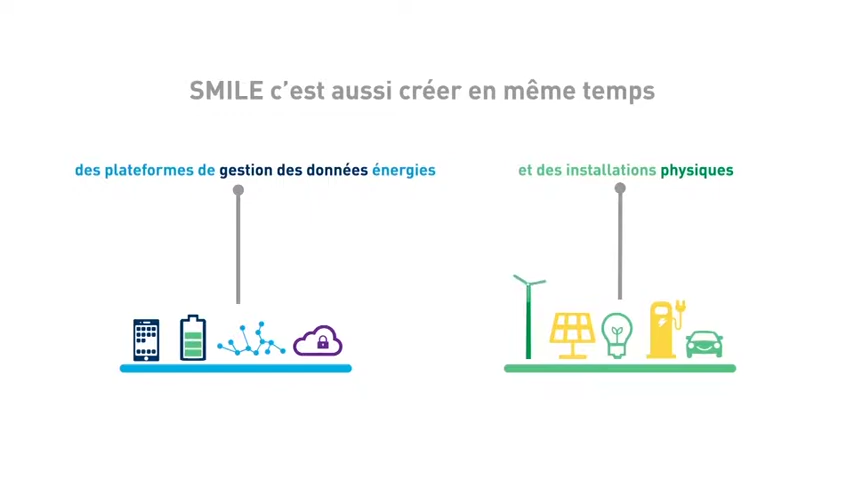 SMILE c'est aussi créer en même temps
des plateformes de gestion des données énergies
et des installations physiques